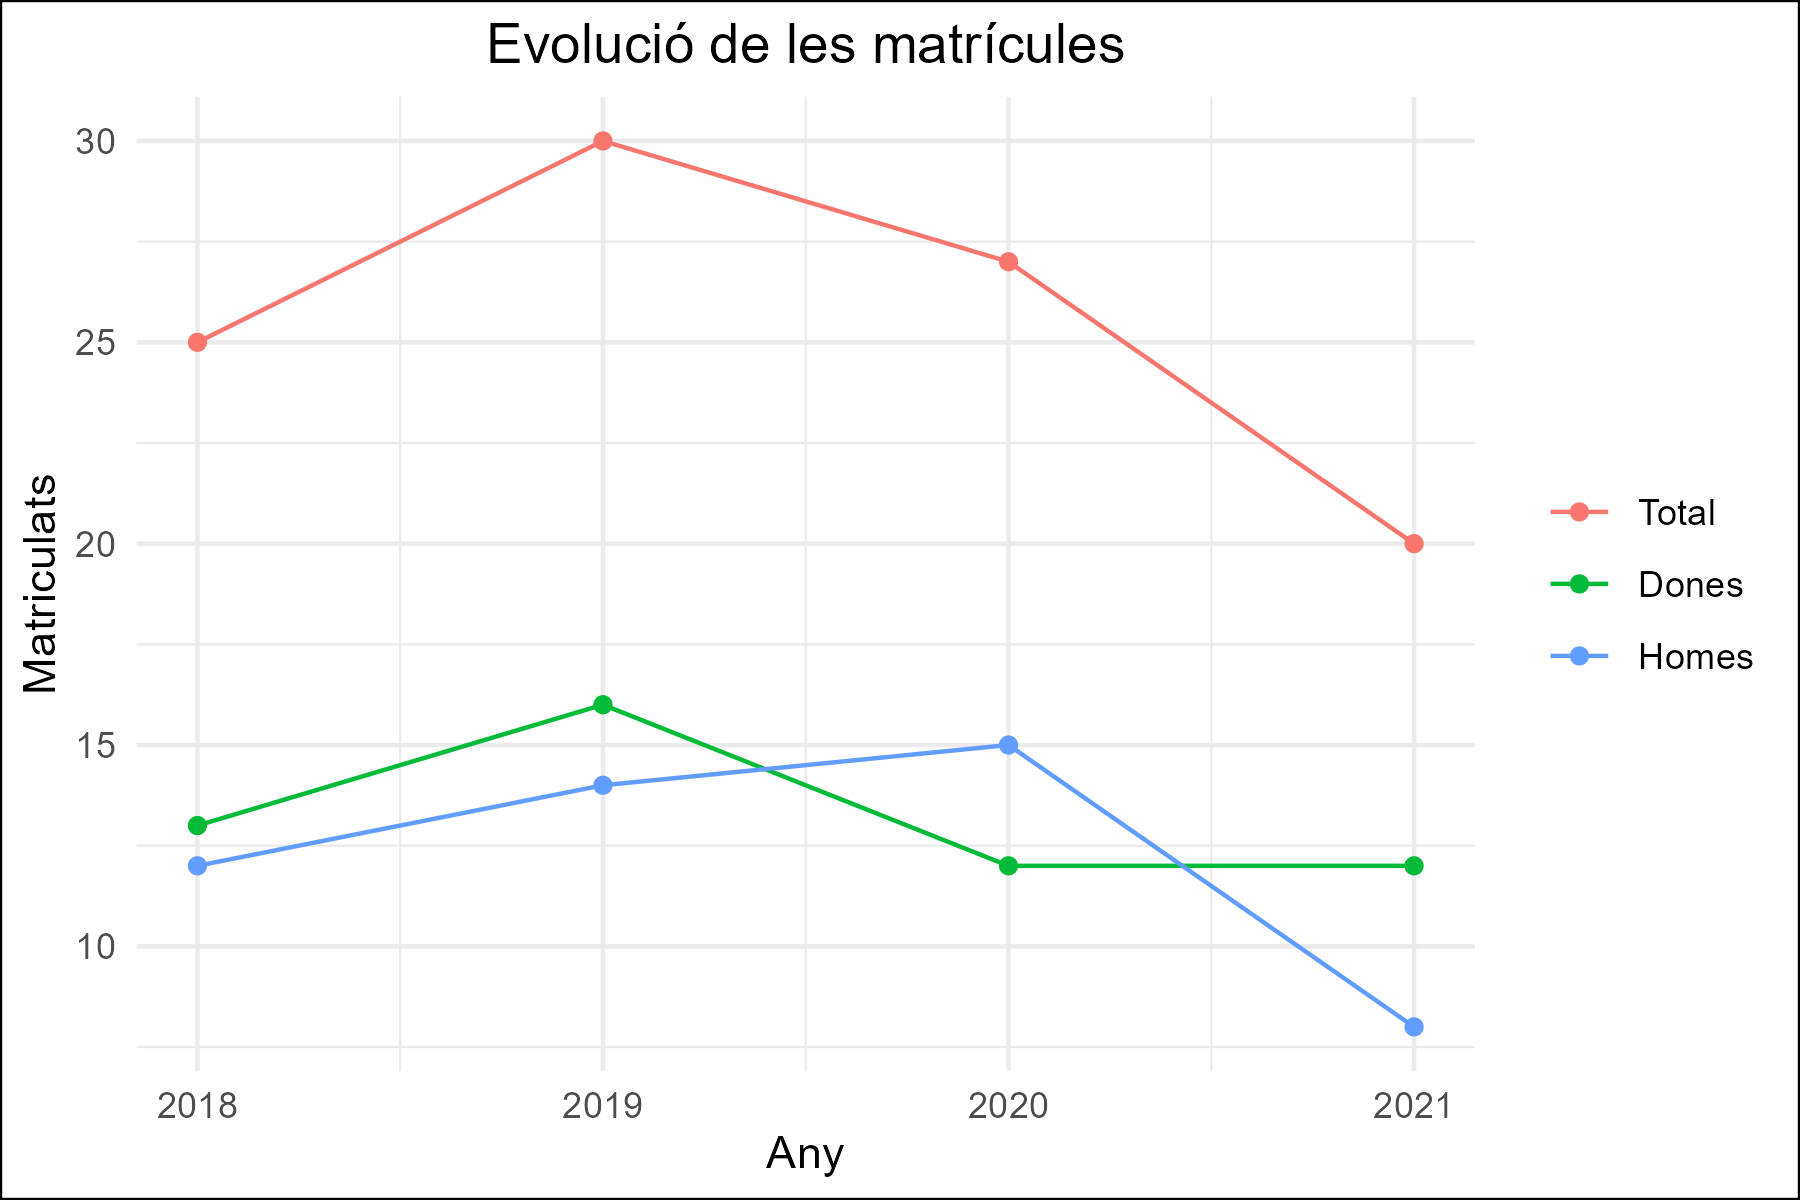 Evolució de les matrícules
Matriculats
30
25
20
15
10
2018
2019
2020
2021
Any
Total
Dones
Homes